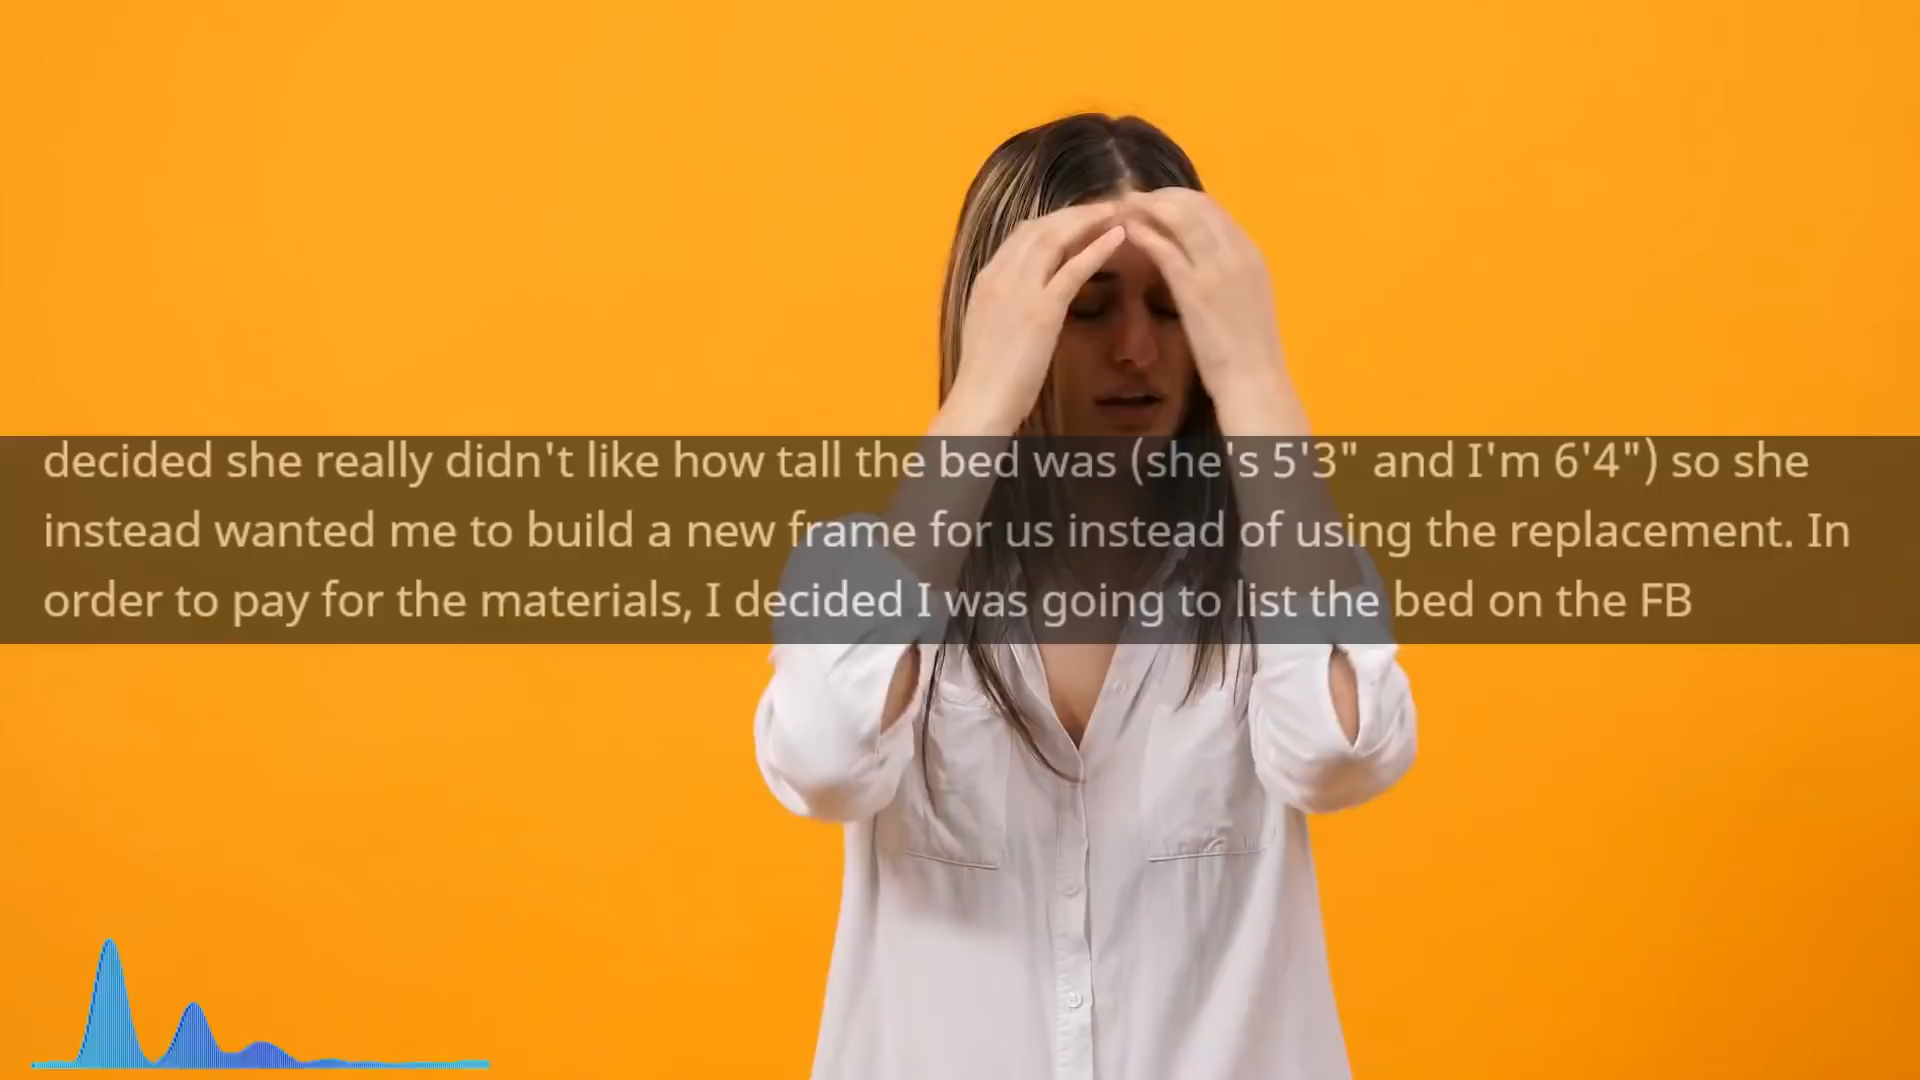 decided she really didn't like how tall the bed was (she's 5'3" and I'm 6'4") so she
instead wanted me to build a new frame for us instead of using the replacement. In
order to pay for the materials, I decided I was going to list the bed on the FB